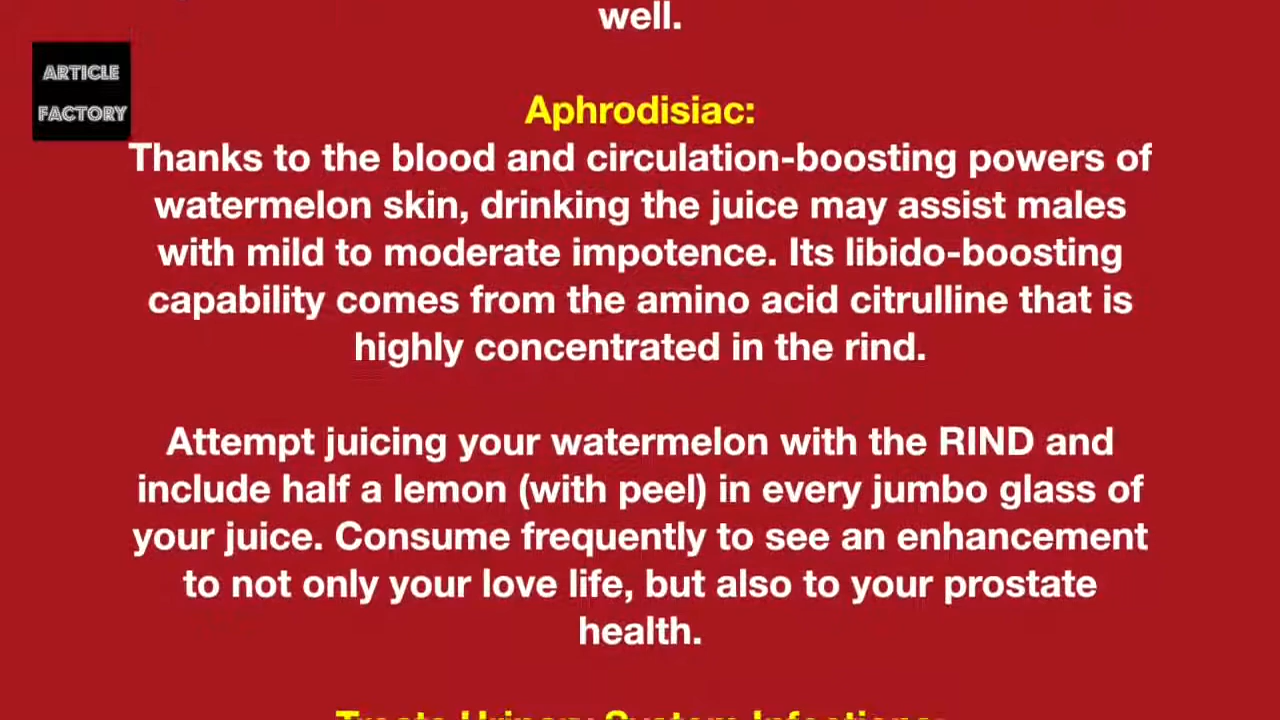 well.
ARTICLE
FACTORY
Aphrodisiac:
Thanks to the blood and circulation-boosting powers of
watermelon skin, drinking the juice may assist males
with mild to moderate impotence. Its libido-boosting
capability comes from the amino acid citrulline that is
highly concentrated in the rind.
Attempt juicing your watermelon with the RIND and
include half a lemon (with peel) in every jumbo glass of
your juice. Consume frequently to see an enhancement
to not only your love life, but also to your prostate
health.
Treats Urinary System Infections: